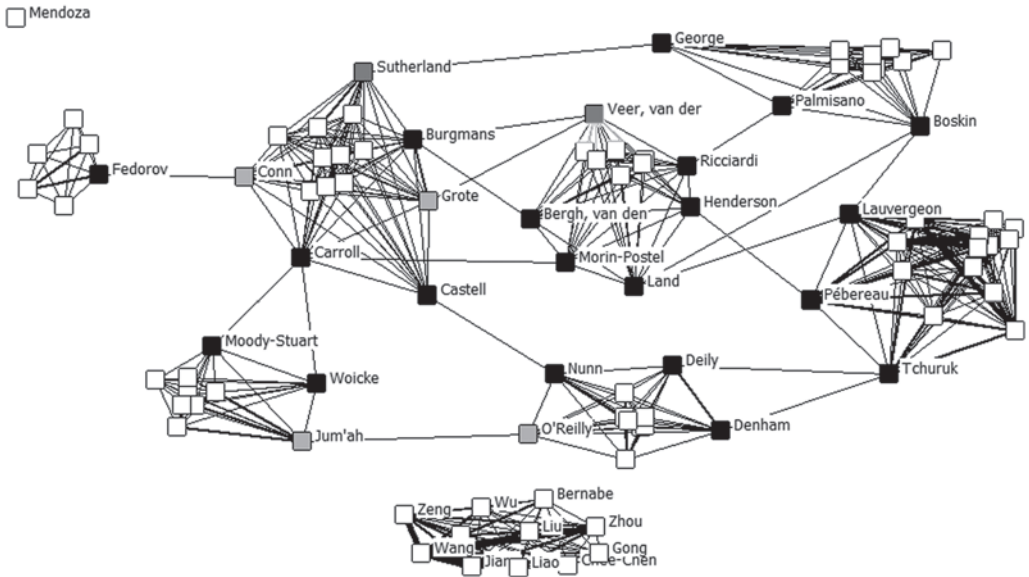 Mendoza
George
Sutherland
Palmisano
Veer, van der
Boskin
Burgmans
Ricciardi
Fedorov
Conn
Grote
Henderson
Bergh, van den
Lauvergeon
Carroll
Morin-Postel
Land
Castell
Pébereau
Moody-Stuart
Nunn
Deily
Tchuruk
Woicke
Jum'ah
O'Reilly
Denham
Bernabe
Zeng
Wu
Liu
Zhou
Wang
Gong
Liao